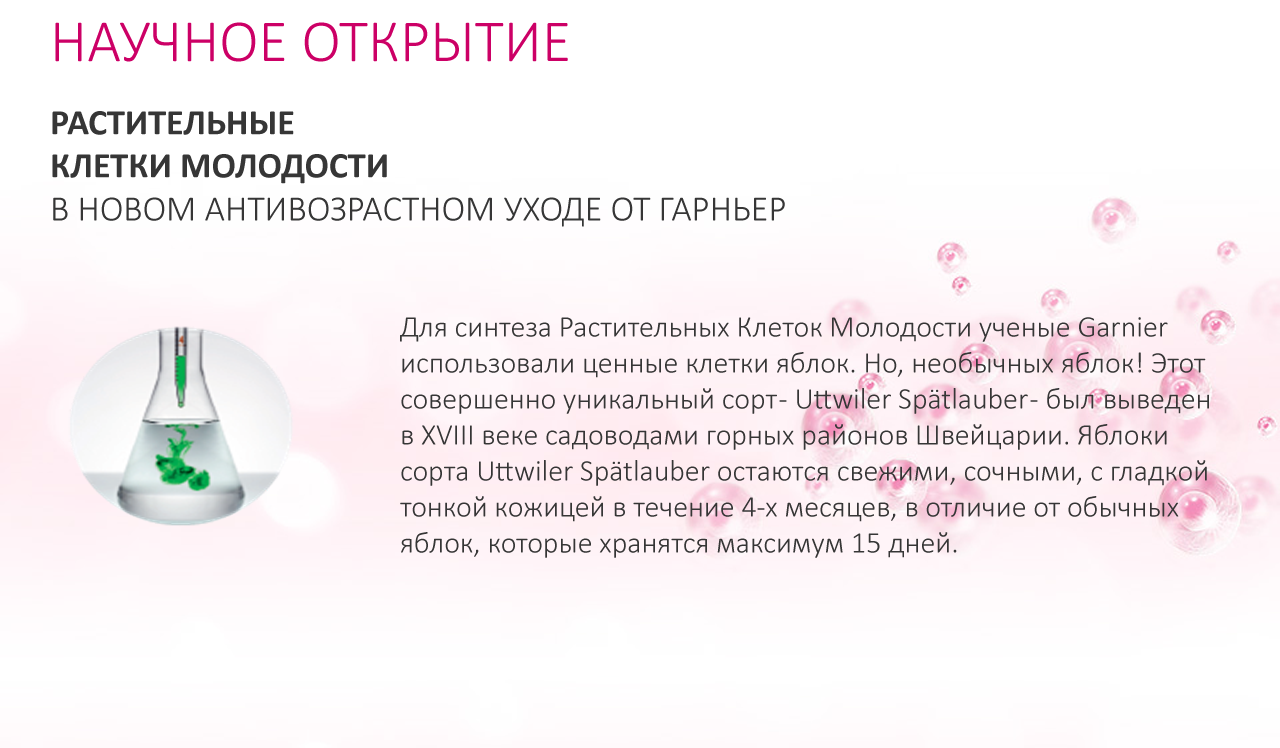 НАУЧНОЕ ОТКРЫТИЕ
РАСТИТЕЛЬНЫЕ
КЛЕТКИ МОЛОДОСТИ
В НОВОМ АНТИВОЗРАСТНОМ УХОДЕ ОТ ГАРНЬЕР
Для синтеза Растительных Клеток Молодости ученые Garnier
использовали ценные клетки яблок. Но, необычных яблок! Этот
совершенно уникальный сорт- Uttwiler Spätlauber- был выведен
в XVIII веке садоводами горных районов Швейцарии. Яблоки
сорта Uttwiler Spätlauber остаются свежими, сочными, с гладкой
тонкой кожицей в течение 4-х месяцев, в отличие от обычных
яблок, которые хранятся максимум 15 дней.